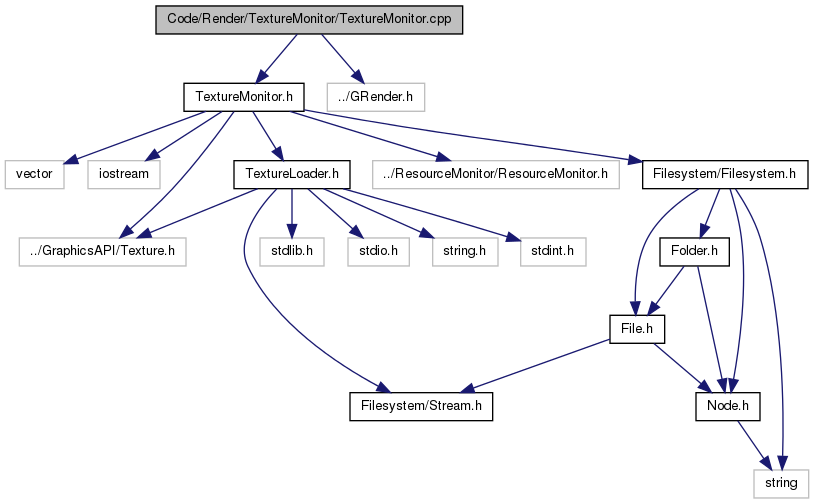 Code/Render/TextureMonitor/TextureMonitor.cpp
TextureMonitor.h
../GRender.h
vector
iostream
TextureLoader.h
../ResourceMonitor/ResourceMonitor.h
Filesystem/Filesystem.h
../GraphicsAPI/Texture.h
stdlib.h
stdio.h
string.h
stdint.h
Folder.h
File.h
Filesystem/Stream.h
Node.h
string